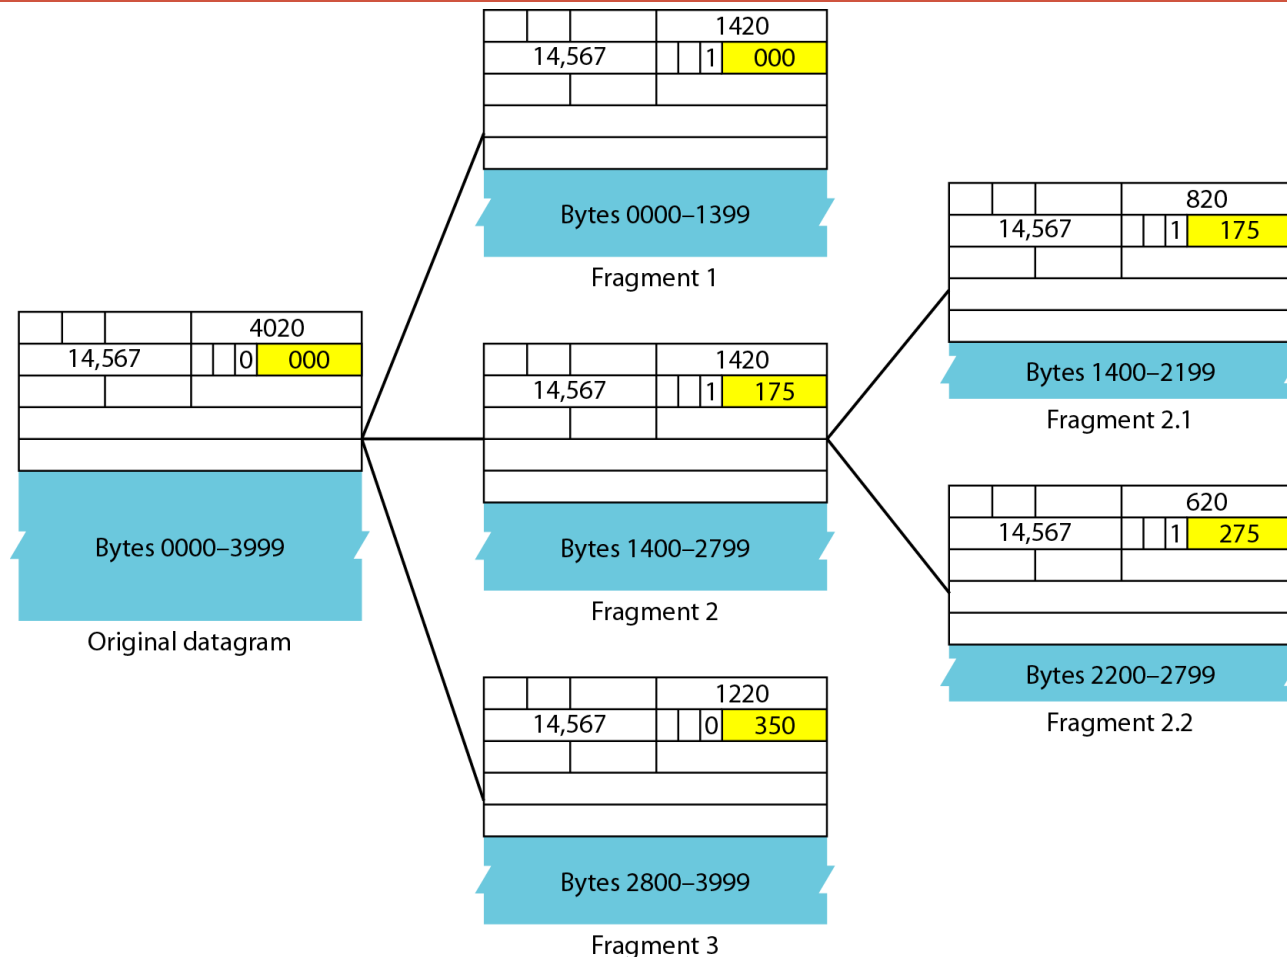 4020
14,567 0 000
Bytes 0000–3999
Original datagram
1420
14,567 1 000
Bytes 0000–1399
Fragment 1
1420
14,567 1 175
Bytes 1400–2799
Fragment 2
1220
14,567 0 350
Bytes 2800–3999
Fragment 3
820
14,567 1 175
Bytes 1400–2199
Fragment 2.1
620
14,567 1 275
Bytes 2200–2799
Fragment 2.2